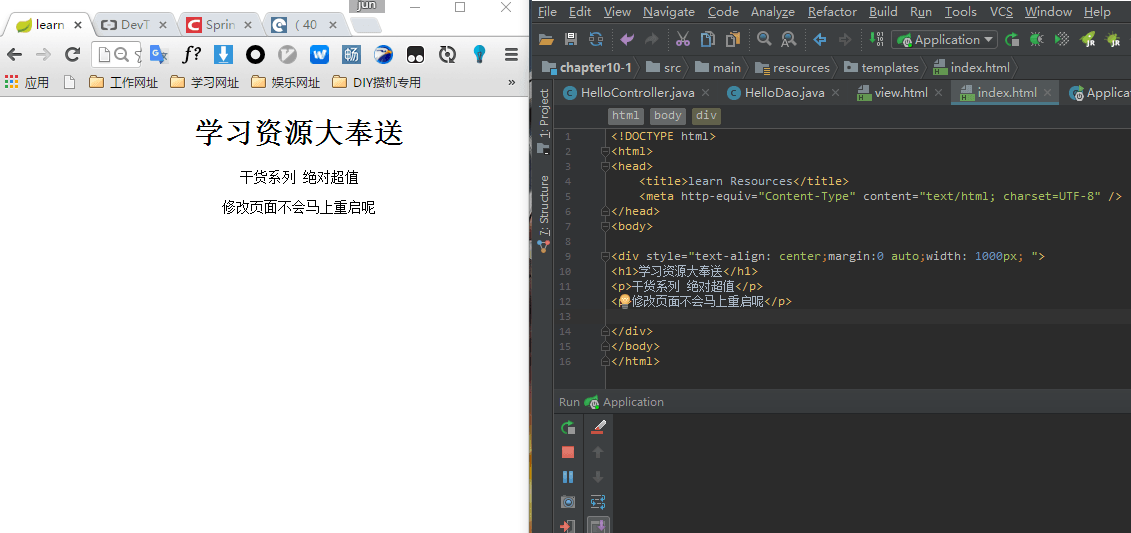 jun
learn
DevT
Sprin
( 40
f?
W
畅
应用
工作网址
学习网址
娱乐网址
DIY攒机专用
»
学习资源大奉送
干货系列 绝对超值
修改页面不会马上重启呢
File Edit View Navigate Code Analyze Refactor Build Run Tools VCS Window Help
Application
JR
chapter10-1 src main resources templates index.html
HelloController.java HelloDao.java view.html index.html Applica
1: Project
7: Structure
html body div
1 <!DOCTYPE html>
2 <html>
3 <head>
4 <title>learn Resources</title>
5 <meta http-equiv="Content-Type" content="text/html; charset=UTF-8" />
6 </head>
7 <body>
8
9 <div style="text-align: center;margin:0 auto;width: 1000px; ">
10 <h1>学习资源大奉送</h1>
11 <p>干货系列 绝对超值</p>
12 <p>修改页面不会马上重启呢</p>
13
14 </div>
15 </body>
16 </html>
Run Application